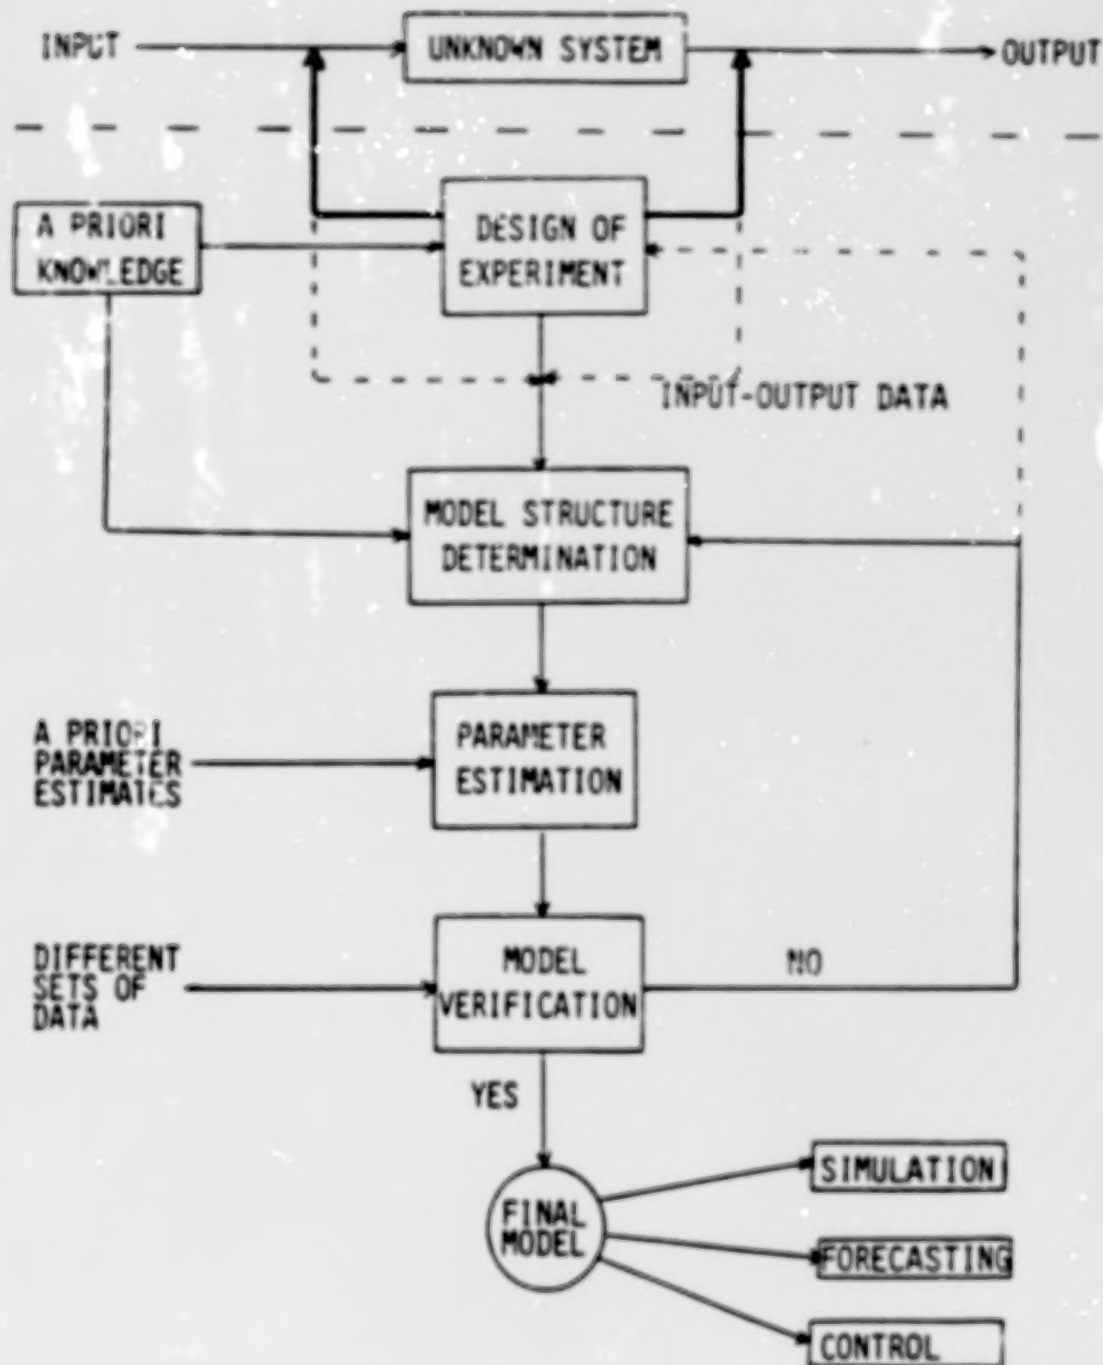 INPUT
UNKNOWN SYSTEM
OUTPUT
A PRIORI
KNOWLEDGE
DESIGN OF
EXPERIMENT
INPUT-OUTPUT DATA
MODEL STRUCTURE
DETERMINATION
A PRIORI
PARAMETER
ESTIMATES
PARAMETER
ESTIMATION
DIFFERENT
SETS OF
DATA
MODEL
VERIFICATION
NO
YES
FINAL
MODEL
SIMULATION
FORECASTING
CONTROL